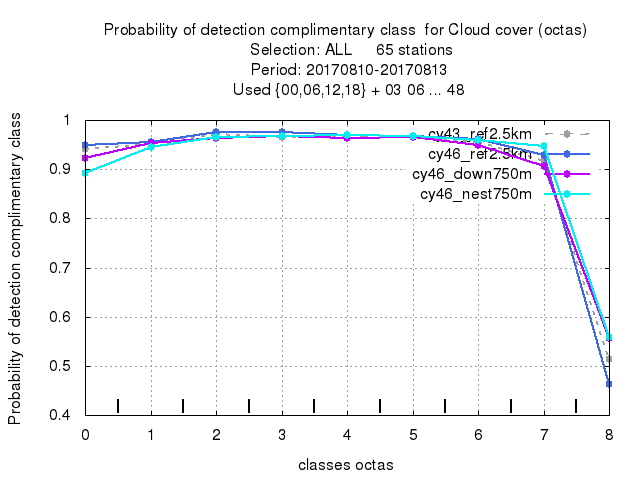 Probability of detection complimentary class  for Cloud cover (octas)
Selection: ALL     65 stations
Period: 20170810-20170813
Used {00,06,12,18} + 03 06 ... 48
Probability of detection complimentary class
1
0.9
0.8
0.7
0.6
0.5
0.4
cy43_ref2.5km
cy46_ref2.5km
cy46_down750m
cy46_nest750m
0 1 2 3 4 5 6 7 8
classes octas